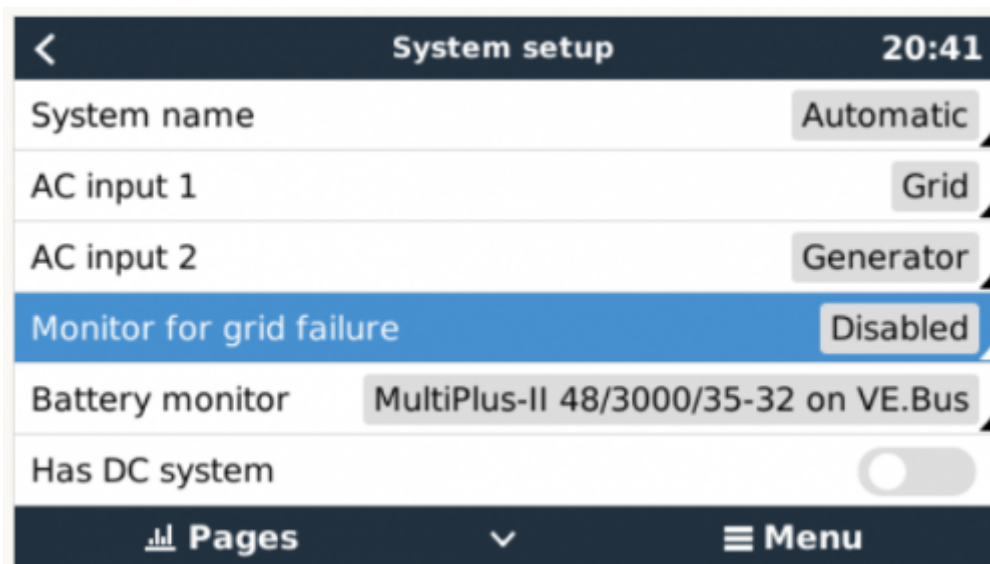 System setup 20:41
System name Automatic
AC input 1 Grid
AC input 2 Generator
Monitor for grid failure Disabled
Battery monitor MultiPlus-II 48/3000/35-32 on VE.Bus
Has DC system
Pages Menu